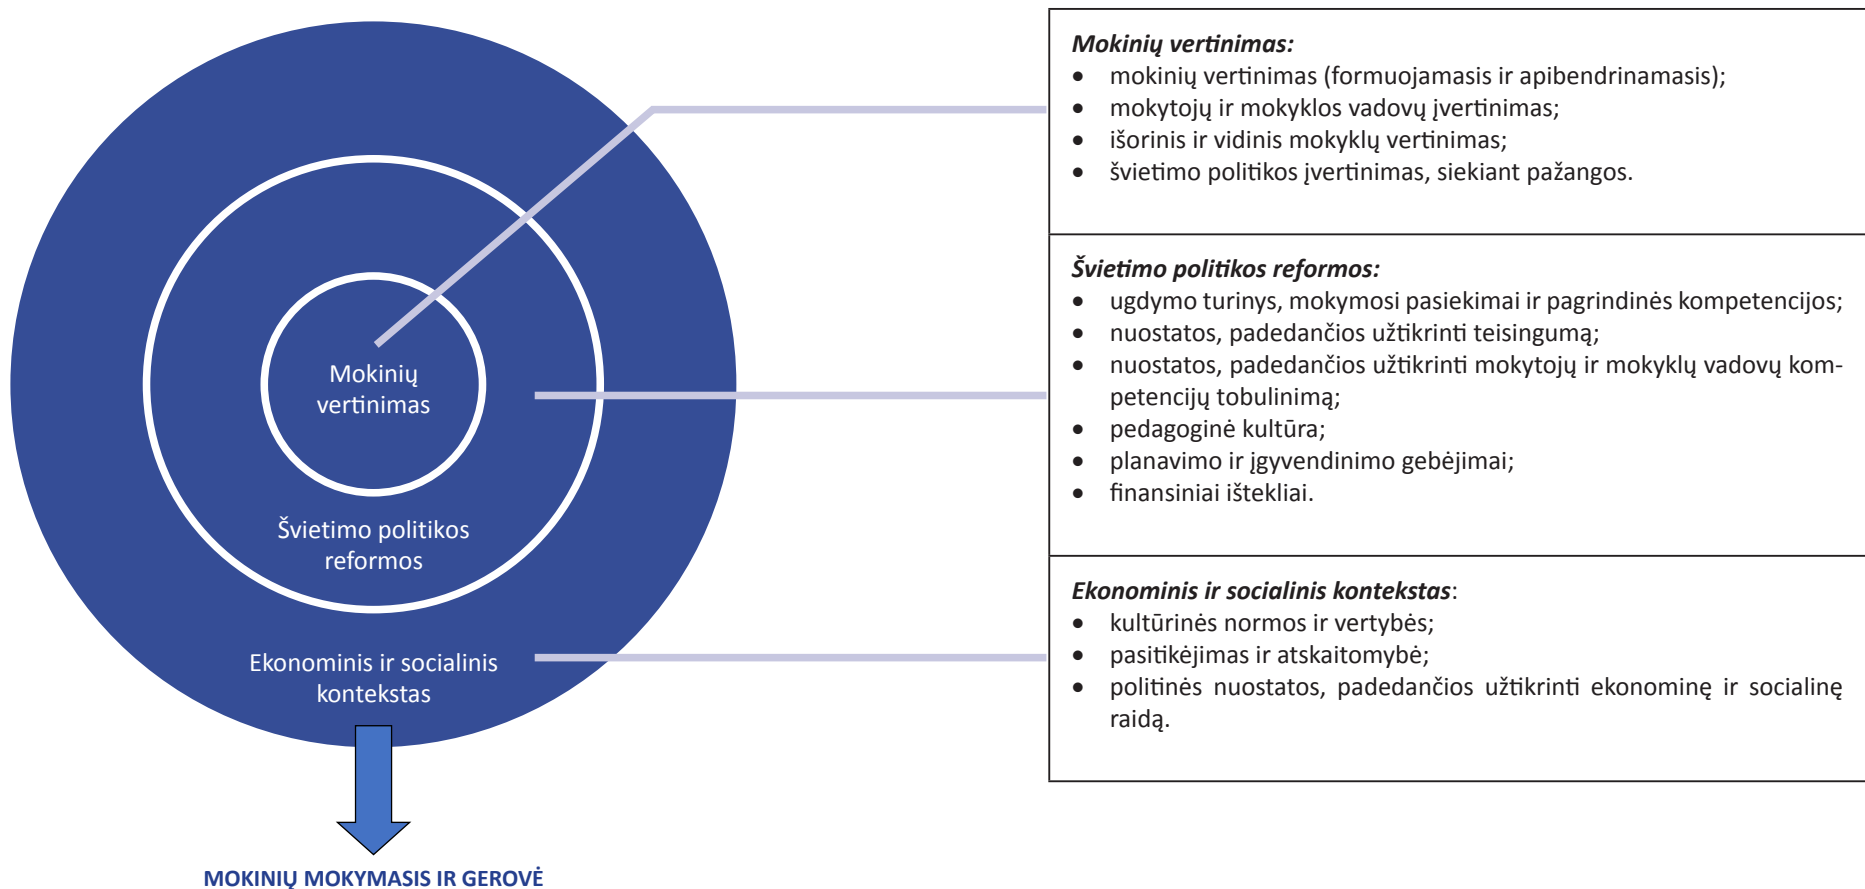 Mokinių
vertinimas
Švietimo politikos
reformos
Ekonominis ir socialinis
kontekstas
MOKINIŲ MOKYMASIS IR GEROVĖ
Mokinių vertinimas:
• mokinių vertinimas (formuojamasis ir apibendrinamasis);
• mokytojų ir mokyklos vadovų įvertinimas;
• išorinis ir vidinis mokyklų vertinimas;
• švietimo politikos įvertinimas, siekiant pažangos.
Švietimo politikos reformos:
• ugdymo turinys, mokymosi pasiekimai ir pagrindinės kompetencijos;
• nuostatos, padedančios užtikrinti teisingumą;
• nuostatos, padedančios užtikrinti mokytojų ir mokyklų vadovų kom-
petencijų tobulinimą;
• pedagoginė kultūra;
• planavimo ir įgyvendinimo gebėjimai;
• finansiniai ištekliai.
Ekonominis ir socialinis kontekstas:
• kultūrinės normos ir vertybės;
• pasitikėjimas ir atskaitomybė;
• politinės nuostatos, padedančios užtikrinti ekonominę ir socialinę
raidą.